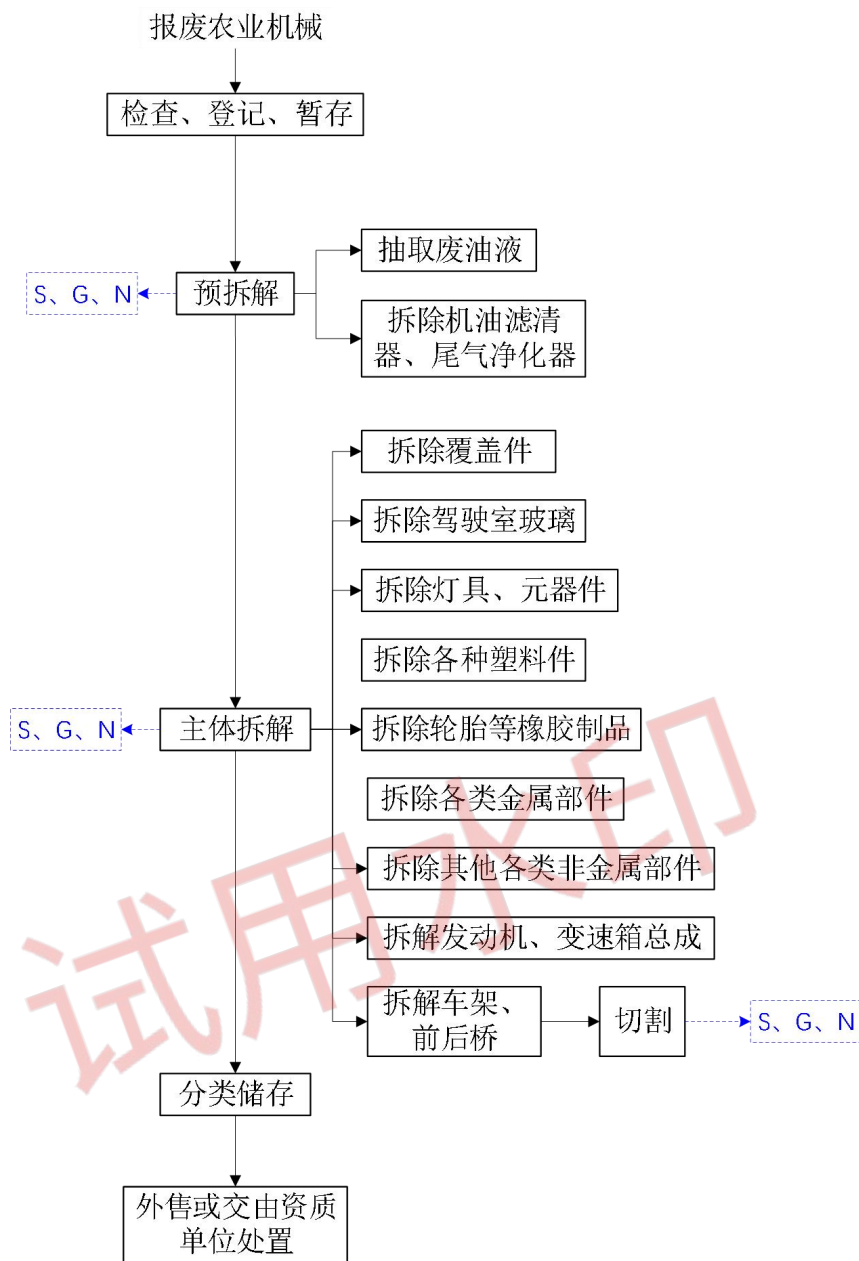 报废农业机械
检查、登记、暂存
抽取废油液
S、G、N
预拆解
拆除机油滤清
器、尾气净化器
拆除覆盖件
拆除驾驶室玻璃
拆除灯具、元器件
拆除各种塑料件
S、G、N
主体拆解
拆除轮胎等橡胶制品
拆除各类金属部件
拆除其他各类非金属部件
拆解发动机、变速箱总成
拆解车架、
前后桥
切割
S、G、N
分类储存
外售或交由资质
单位处置
试用水印